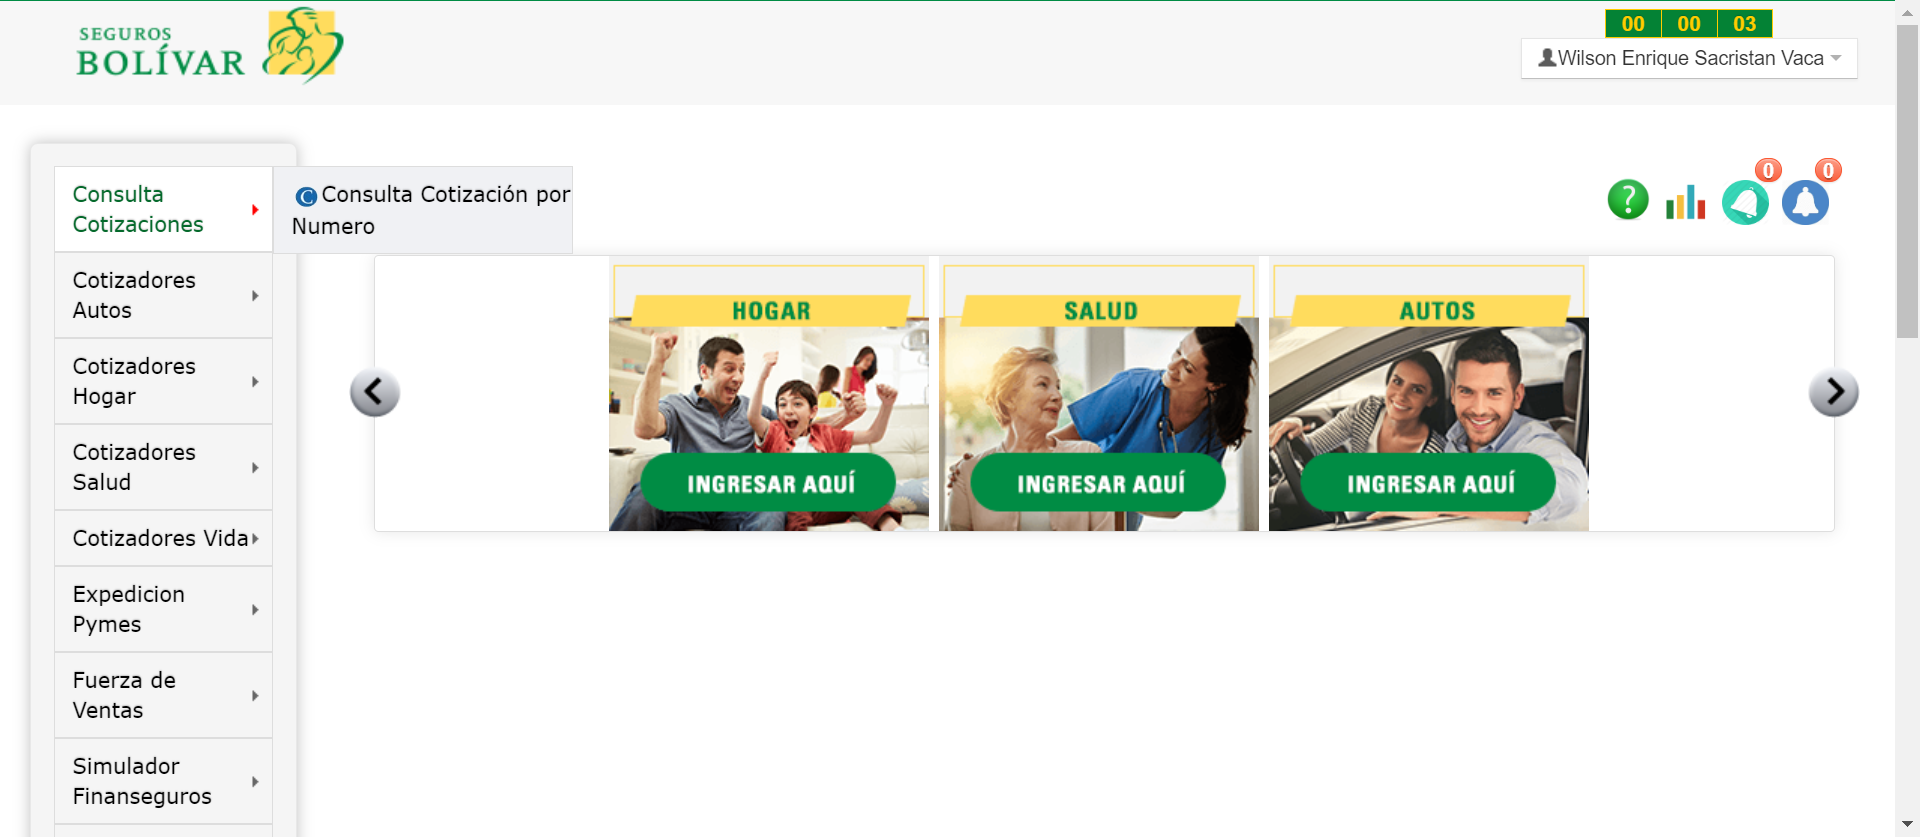 SEGUROS
BOLÍVAR
00 00 03
Wilson Enrique Sacristan Vaca
Consulta
Cotizaciones
C Consulta Cotización por
Numero
?
0
0
Cotizadores
Autos
Cotizadores
Hogar
Cotizadores
Salud
Cotizadores Vida
Expedicion
Pymes
Fuerza de
Ventas
Simulador
Finanseguros
HOGAR
INGRESAR AQUÍ
SALUD
INGRESAR AQUÍ
AUTOS
INGRESAR AQUÍ